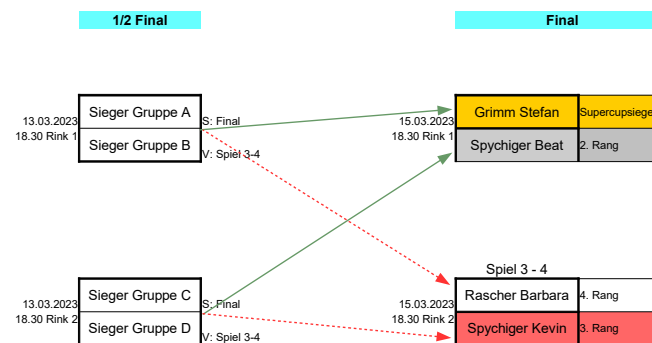 1/2 Final
Final
Sieger Gruppe A
13.03.2023
S: Final
18.30 Rink 1
Sieger Gruppe B
V: Spiel 3-4
Grimm Stefan
Supercupsiege
15.03.2023
18.30 Rink 1
Spychiger Beat
2. Rang
Spiel 3 - 4
Sieger Gruppe C
13.03.2023
S: Final
18.30 Rink 2
Sieger Gruppe D
V: Spiel 3-4
Rascher Barbara
4. Rang
15.03.2023
18.30 Rink 2
Spychiger Kevin
3. Rang